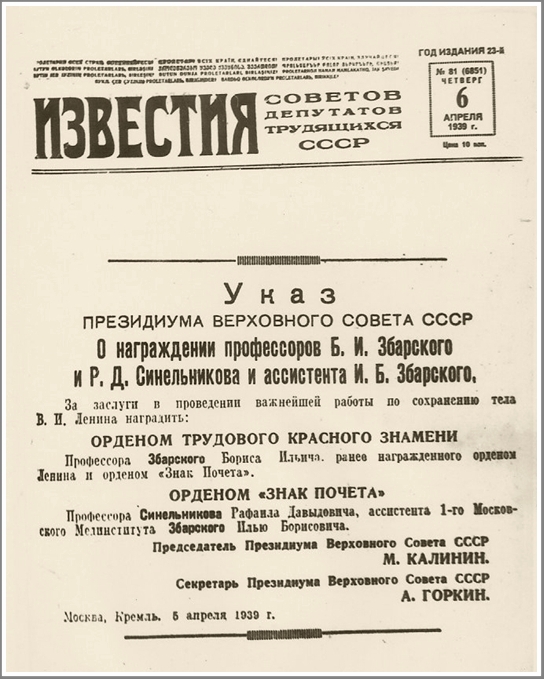 ГОД ИЗДАНИЯ 23-й
ИЗВЕСТИЯ
СОВЕТОВ
ДЕПУТАТОВ
ТРУДЯЩИХСЯ
СССР
№ 81 (6851)
ЧЕТВЕРГ
6
АПРЕЛЯ
1939 г.
Цена 10 коп.
Указ
ПРЕЗИДИУМА ВЕРХОВНОГО СОВЕТА СССР
О награждении профессоров Б. И. Збарского
и Р. Д. Синельникова и ассистента И. Б. Збарского.
За заслуги в проведении важнейшей работы по сохранению тела
В. И. Ленина наградить:
ОРДЕНОМ ТРУДОВОГО КРАСНОГО ЗНАМЕНИ
Профессора Збарского Бориса Ильича, ранее награжденного орденом
Ленина и орденом «Знак Почета».
ОРДЕНОМ «ЗНАК ПОЧЕТА»
Профессора Синельникова Рафаила Давыдовича, ассистента 1-го Москов-
ского Мединститута Збарского Илью Борисовича.
Председатель Президиума Верховного Совета СССР
М. КАЛИНИН.
Секретарь Президиума Верховного Совета СССР
А. ГОРКИН.
Москва, Кремль. 5 апреля 1939 г.